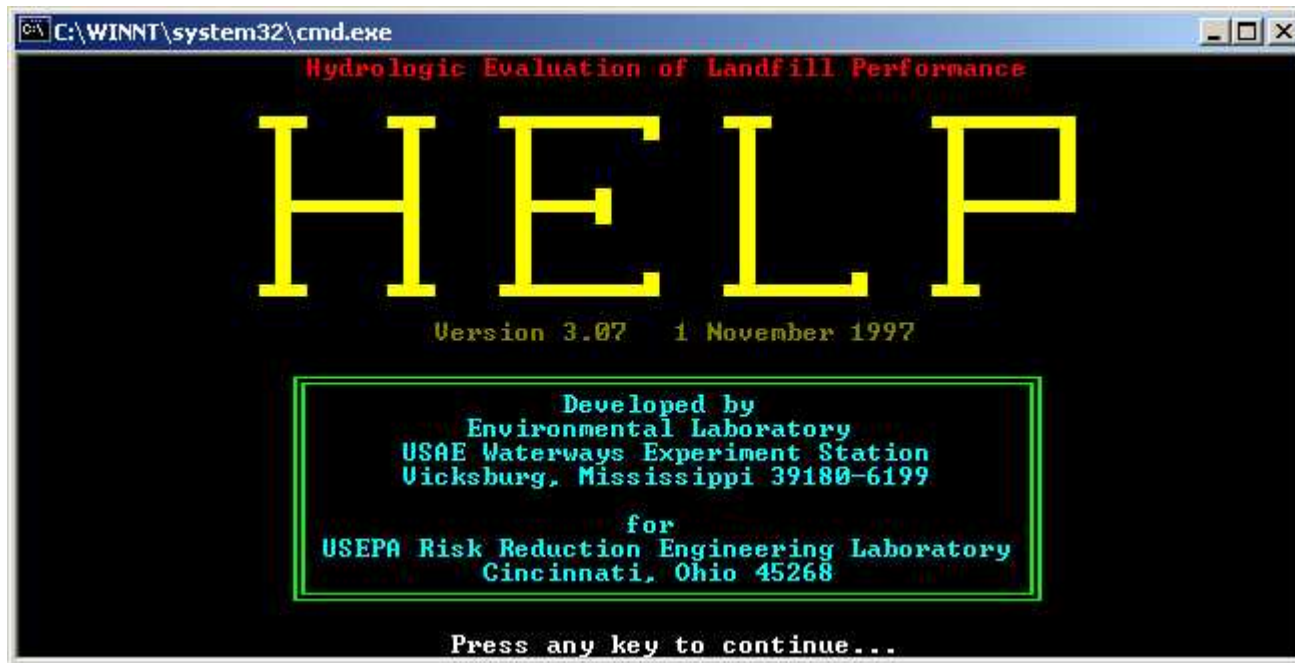 C:\WINNT\system32\cmd.exe
Hydrologic Evaluation of Landfill Performance
HELP
Version 3.07 1 November 1997
Developed by
Environmental Laboratory
USAE Waterways Experiment Station
Vicksburg, Mississippi 39180-6199
for
USEPA Risk Reduction Engineering Laboratory
Cincinnati, Ohio 45268
Press any key to continue...